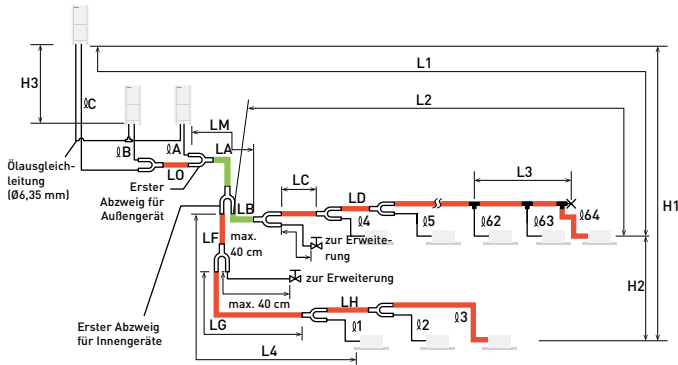 H3
L1
ℓC
L2
LM
ℓB
ℓA
LA
LO
Ölausgleich-
leitung
(Ø6,35 mm)
Erster
Abzweig für
Außengerät
LC
LD
L3
LB
ℓ4
ℓ5
ℓ62
ℓ63
ℓ64
H1
LF
max.
40 cm
zur Erweite-
rung
zur Erweiterung
H2
max. 40 cm
LH
LG
ℓ1
ℓ2
ℓ3
Erster Abzweig
für Innengeräte
L4